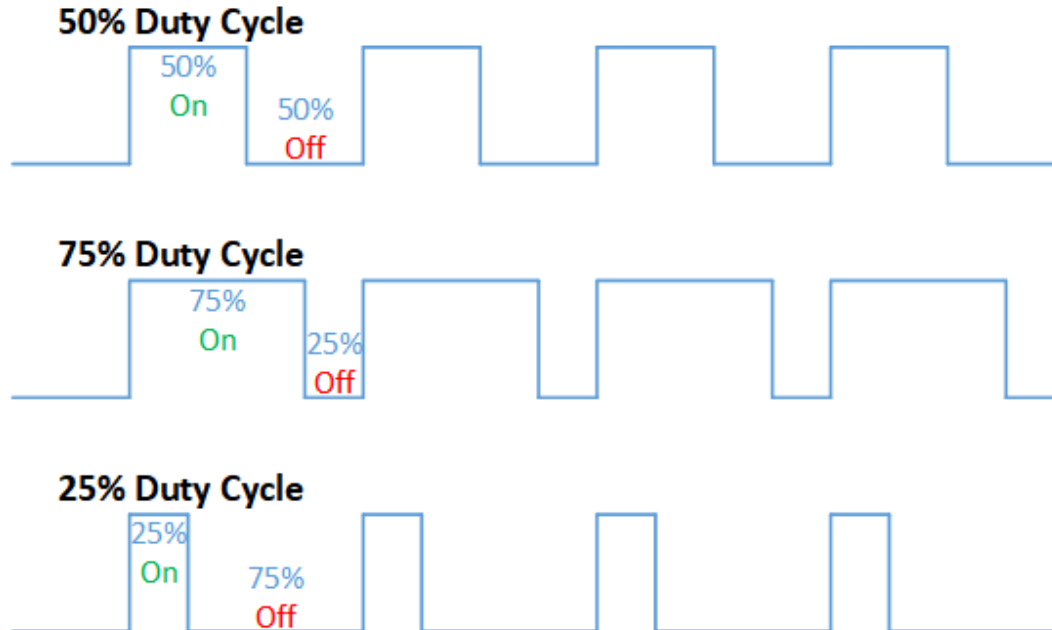 50% Duty Cycle
50%
On
50%
Off
75% Duty Cycle
75%
On
25%
Off
25% Duty Cycle
25%
On
75%
Off